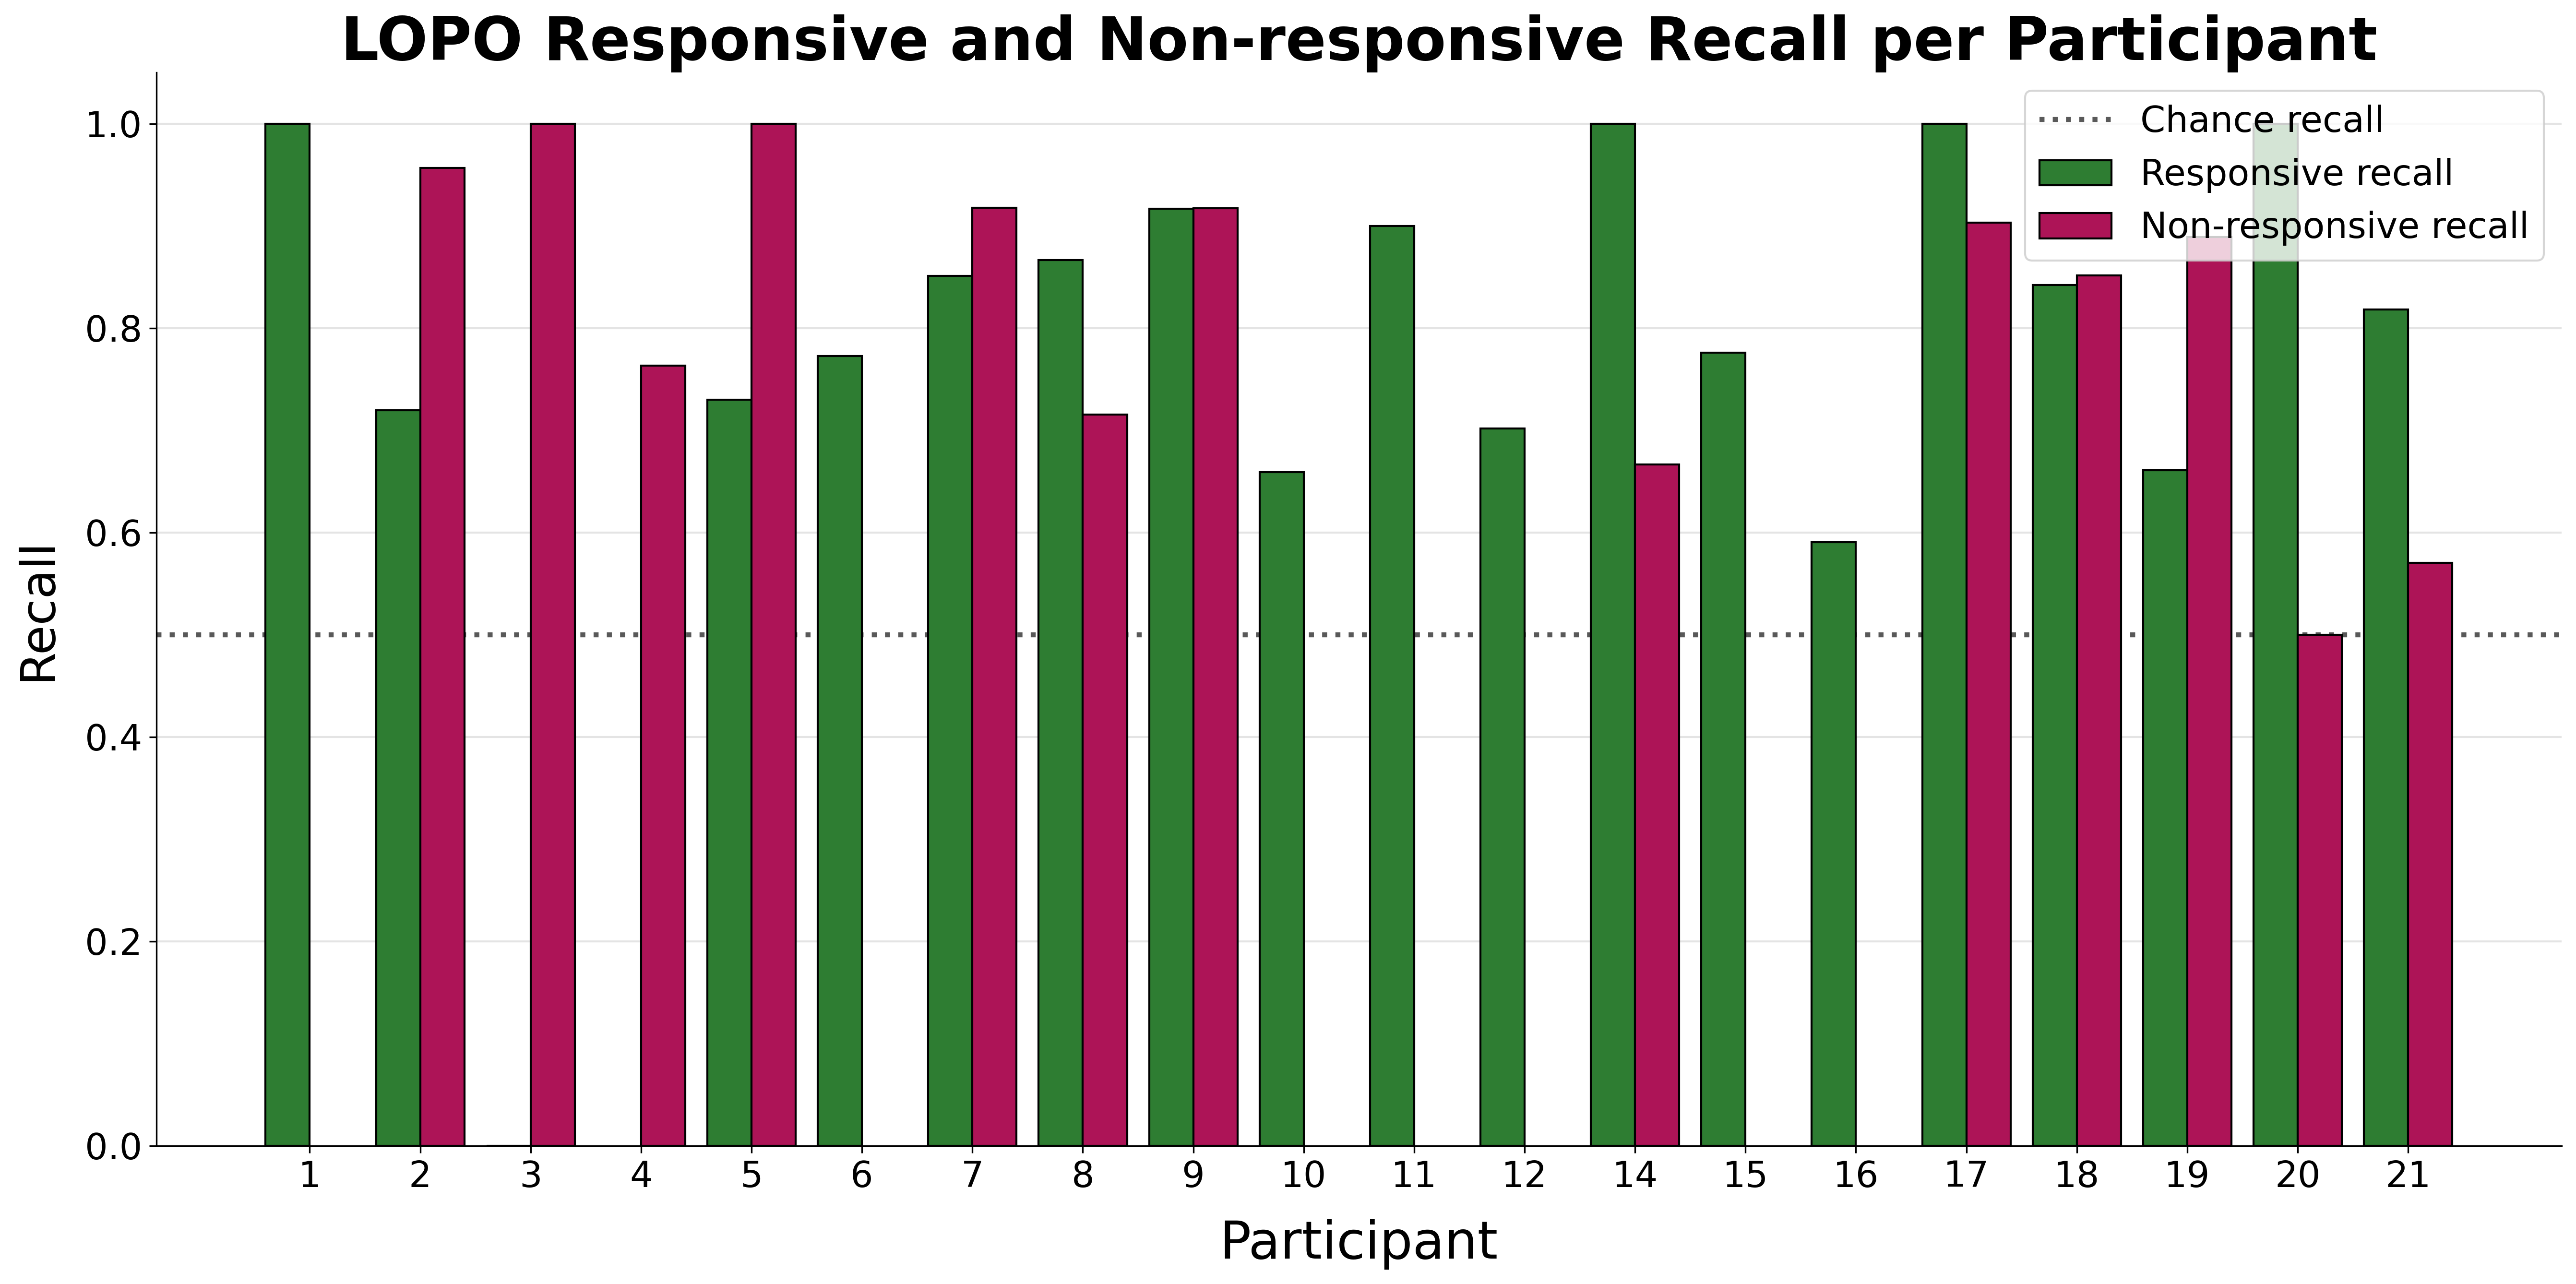 LOPO Responsive and Non-responsive Recall per Participant
Chance recall
Responsive recall
Non-responsive recall
1.0
0.8
0.6
0.4
0.2
0.0
Recall
1 2 3 4 5 6 7 8 9 10 11 12 14 15 16 17 18 19 20 21
Participant